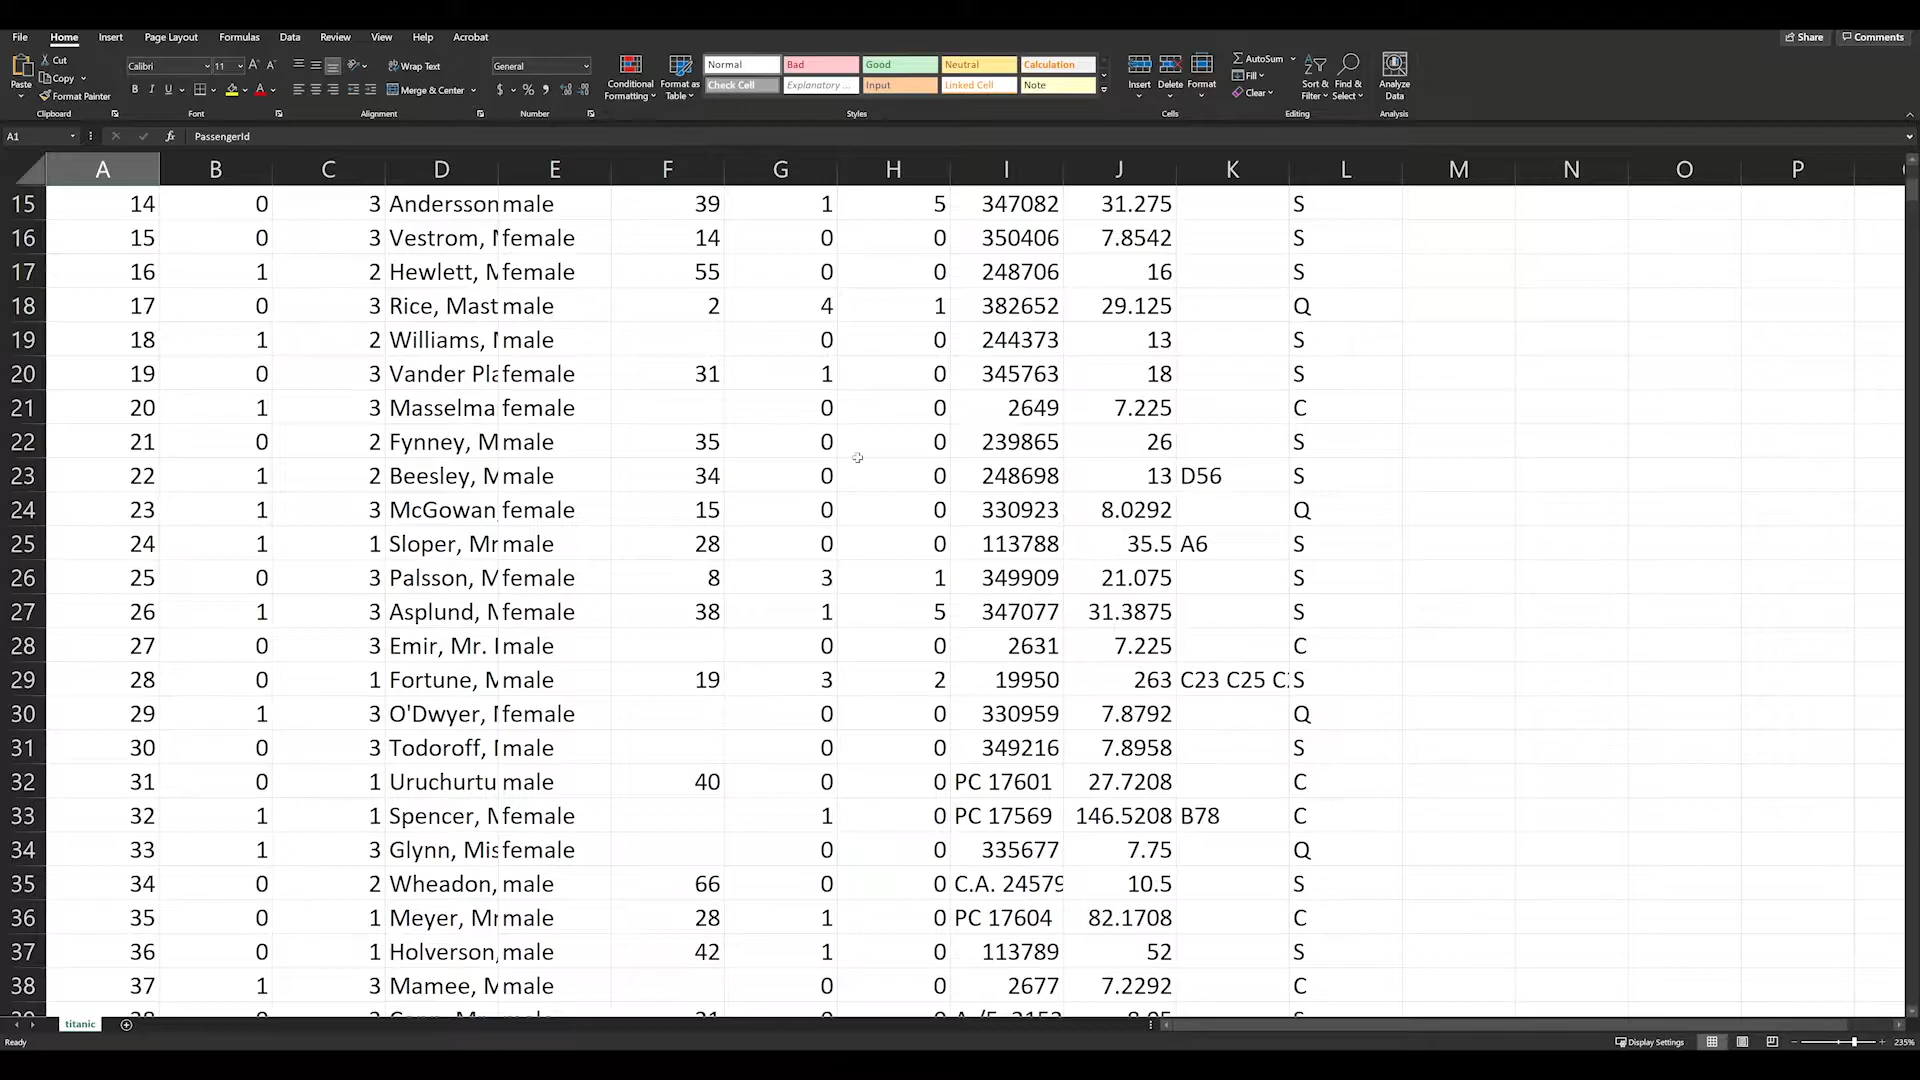 File Home Insert Page Layout Formulas Data Review View Help Acrobat Share Comments
Paste Cut Copy Format Painter Clipboard
Calibri 11 A A B I U A Font
Wrap Text Merge & Center Alignment
General $ % Number
Conditional Formatting Format as Table
Normal Bad Good Neutral Calculation
Check Cell Explanatory ... Input Linked Cell Note
Styles
Insert Delete Format Cells
AutoSum Fill Clear Sort & Filter Find & Select Editing
Analyze Data Analysis
A1 fx PassengerId
A B C D E F G H I J K L M N O P
15 14 0 3 Andersson male 39 1 5 347082 31.275 S
16 15 0 3 Vestrom, female 14 0 0 350406 7.8542 S
17 16 1 2 Hewlett, M female 55 0 0 248706 16 S
18 17 0 3 Rice, Mast male 2 4 1 382652 29.125 Q
19 18 1 2 Williams, male 0 0 244373 13 S
20 19 0 3 Vander Pla female 31 1 0 345763 18 S
21 20 1 3 Masselma female 0 0 2649 7.225 C
22 21 0 2 Fynney, M male 35 0 0 239865 26 S
23 22 1 2 Beesley, M male 34 0 0 248698 13 D56 S
24 23 1 3 McGowan, female 15 0 0 330923 8.0292 Q
25 24 1 1 Sloper, Mr male 28 0 0 113788 35.5 A6 S
26 25 0 3 Palsson, M female 8 3 1 349909 21.075 S
27 26 1 3 Asplund, M female 38 1 5 347077 31.3875 S
28 27 0 3 Emir, Mr. male 0 0 2631 7.225 C
29 28 0 1 Fortune, M male 19 3 2 19950 263 C23 C25 C S
30 29 1 3 O'Dwyer, female 0 0 330959 7.8792 Q
31 30 0 3 Todoroff, male 0 0 349216 7.8958 S
32 31 0 1 Uruchurtu male 40 0 0 PC 17601 27.7208 C
33 32 1 1 Spencer, M female 1 0 PC 17569 146.5208 B78 C
34 33 1 3 Glynn, Mis female 0 0 335677 7.75 Q
35 34 0 2 Wheadon, male 66 0 0 C.A. 24579 10.5 S
36 35 0 1 Meyer, Mr male 28 1 0 PC 17604 82.1708 C
37 36 0 1 Holverson, male 42 1 0 113789 52 S
38 37 1 3 Mamee, M male 0 0 2677 7.2292 C
titanic
Ready Display Settings 235%